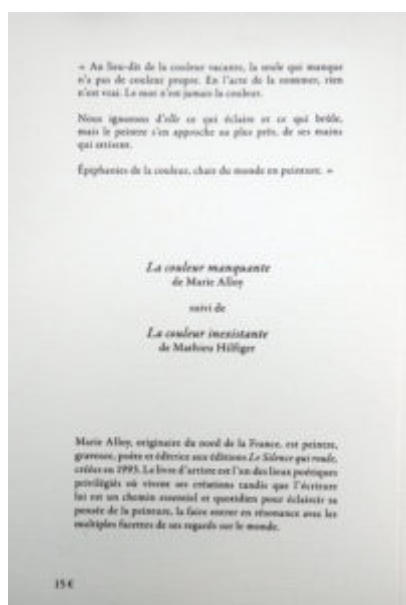 « Au lieu-dit de la couleur vacante, la seule qui manque
n'a pas de couleur propre. En l'acte de la nommer, rien
n'est vrai. Le mot n'est jamais la couleur.
Nous ignorons d'elle ce qui éclaire et ce qui brûle,
mais le peintre s'en approche au plus près, de ses mains
qui attisent.
Épiphanies de la couleur, chair du monde en peinture. »
La couleur manquante
de Marie Alloy
suivi de
La couleur inexistante
de Mathieu Hilfiger
Marie Alloy, originaire du nord de la France, est peintre,
graveure, poète et éditrice aux éditions Le Silence qui roule,
créées en 1993. Le livre d'artiste est l'un des lieux poétiques
privilégiés où vivent ses créations tandis que l'écriture
lui est un chemin essentiel et quotidien pour éclaircir sa
pensée de la peinture, la faire entrer en résonance avec les
multiples facettes de ses regards sur le monde.
15 €